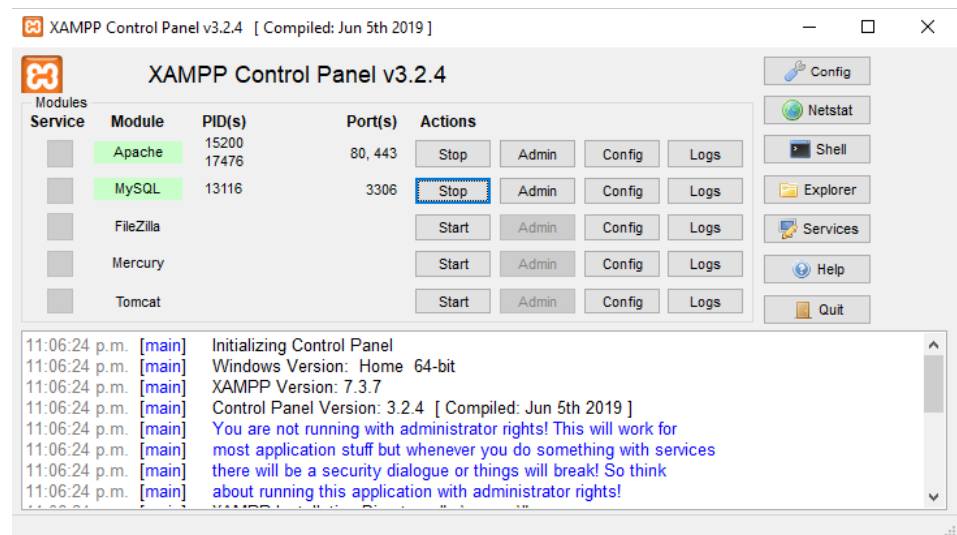 XAMPP Control Panel v3.2.4 [ Compiled: Jun 5th 2019 ]
XAMPP Control Panel v3.2.4
Config
Modules
Service Module PID(s) Port(s) Actions
Netstat
Apache 15200 17476 80, 443 Stop Admin Config Logs
Shell
MySQL 13116 3306 Stop Admin Config Logs
Explorer
FileZilla Start Admin Config Logs
Services
Mercury Start Admin Config Logs
Help
Tomcat Start Admin Config Logs
Quit
11:06:24 p.m. [main] Initializing Control Panel
11:06:24 p.m. [main] Windows Version: Home 64-bit
11:06:24 p.m. [main] XAMPP Version: 7.3.7
11:06:24 p.m. [main] Control Panel Version: 3.2.4 [ Compiled: Jun 5th 2019 ]
11:06:24 p.m. [main] You are not running with administrator rights! This will work for
11:06:24 p.m. [main] most application stuff but whenever you do something with services
11:06:24 p.m. [main] there will be a security dialogue or things will break! So think
11:06:24 p.m. [main] about running this application with administrator rights!